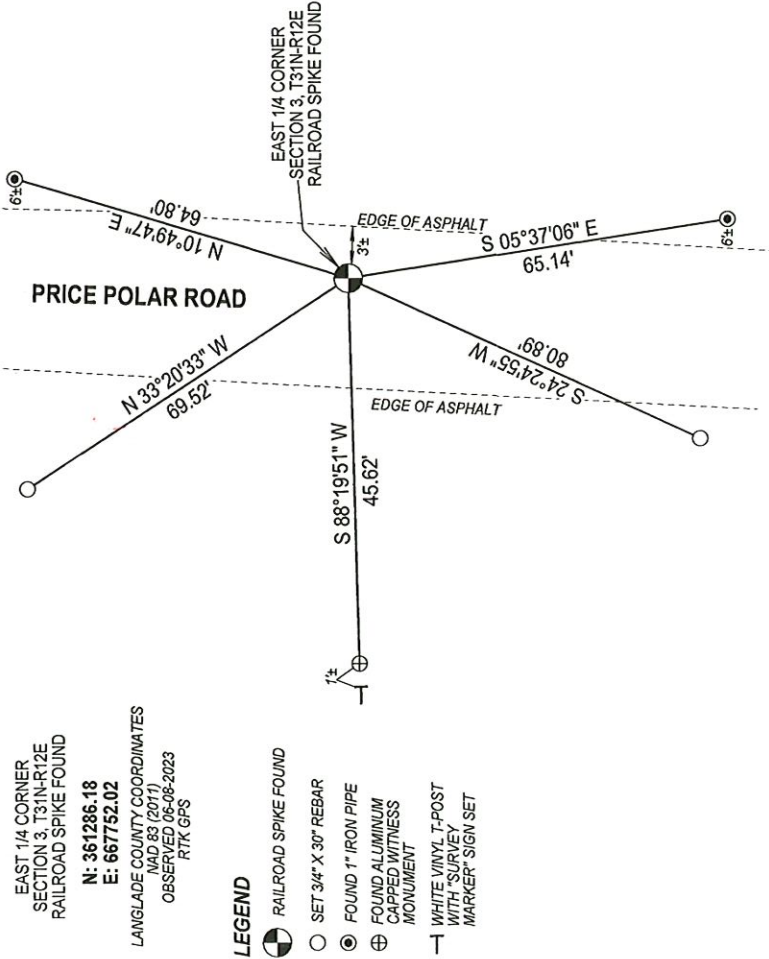 EAST 1/4 CORNER
SECTION 3, T31N-R12E
RAILROAD SPIKE FOUND
6'±
N 10°49'47" E
64.80'
EDGE OF ASPHALT
3'±
S 05°37'06" E
65.14'
6'±
PRICE POLAR ROAD
N 33°20'33" W
69.52'
S 24°24'55" W
80.89'
EDGE OF ASPHALT
S 88°19'51" W
45.62'
1'±
EAST 1/4 CORNER
SECTION 3, T31N-R12E
RAILROAD SPIKE FOUND
N: 361286.18
E: 667752.02
LANGLADE COUNTY COORDINATES
NAD 83 (2011)
OBSERVED 06-08-2023
RTK GPS
LEGEND
RAILROAD SPIKE FOUND
SET 3/4" X 30" REBAR
FOUND 1" IRON PIPE
FOUND ALUMINUM
CAPPED WITNESS
MONUMENT
WHITE VINYL T-POST
WITH "SURVEY
MARKER" SIGN SET